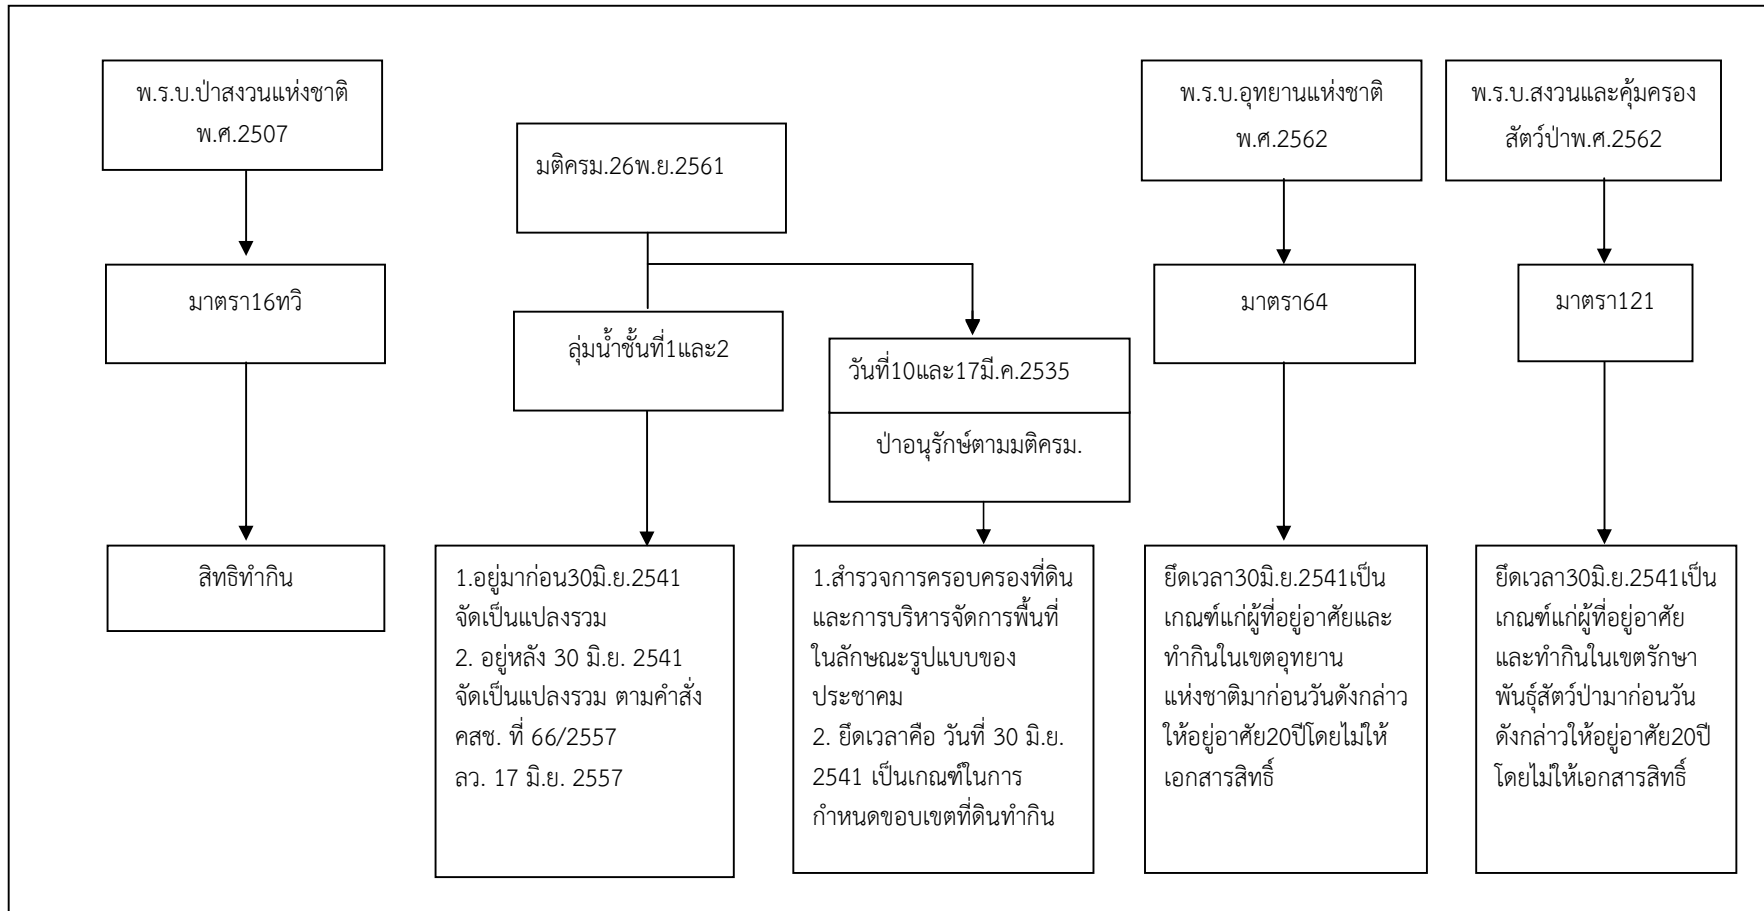 พ.ร.บ.ป่าสงวนแห่งชาติ
พ.ศ.2507
มาตรา16ทวิ
สิทธิทำกิน
มติครม.26พ.ย.2561
ลุ่มน้ำชั้นที่1และ2
1.อยู่มาก่อน30มิ.ย.2541
จัดเป็นแปลงรวม
2. อยู่หลัง 30 มิ.ย. 2541
จัดเป็นแปลงรวม ตามคำสั่ง
คสช. ที่ 66/2557
ลว. 17 มิ.ย. 2557
วันที่10และ17มี.ค.2535
ป่าอนุรักษ์ตามมติครม.
1.สำรวจการครอบครองที่ดิน
และการบริหารจัดการพื้นที่
ในลักษณะรูปแบบของ
ประชาคม
2. ยึดเวลาคือ วันที่ 30 มิ.ย.
2541 เป็นเกณฑ์ในการ
กำหนดขอบเขตที่ดินทำกิน
พ.ร.บ.อุทยานแห่งชาติ
พ.ศ.2562
มาตรา64
ยึดเวลา30มิ.ย.2541เป็น
เกณฑ์แก่ผู้ที่อยู่อาศัยและ
ทำกินในเขตอุทยาน
แห่งชาติมาก่อนวันดังกล่าว
ให้อยู่อาศัย20ปีโดยไม่ให้
เอกสารสิทธิ์
พ.ร.บ.สงวนและคุ้มครอง
สัตว์ป่าพ.ศ.2562
มาตรา121
ยึดเวลา30มิ.ย.2541เป็น
เกณฑ์แก่ผู้ที่อยู่อาศัย
และทำกินในเขตรักษา
พันธุ์สัตว์ป่ามาก่อนวัน
ดังกล่าวให้อยู่อาศัย20ปี
โดยไม่ให้เอกสารสิทธิ์